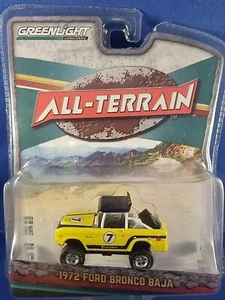 GREENLIGHT
ALL-TERRAIN
7
1972 FORD BRONCO BAJA